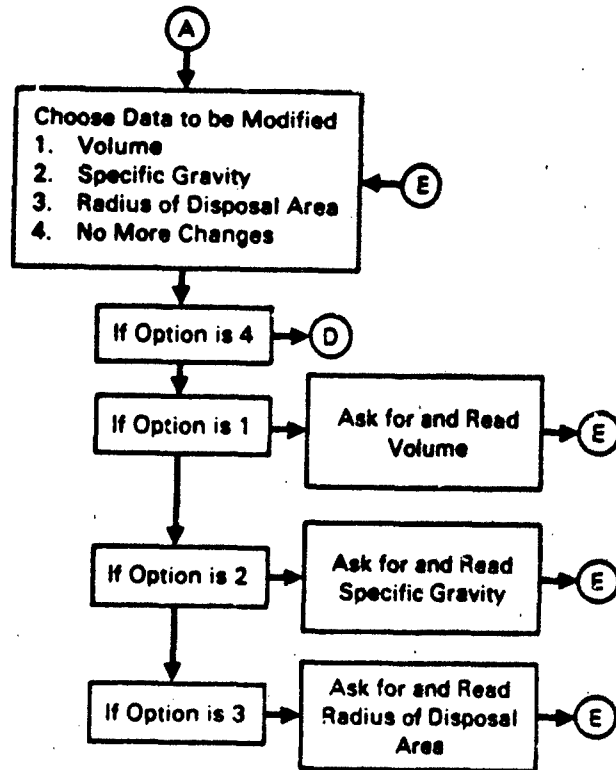 A
Choose Data to be Modified
1. Volume
2. Specific Gravity
3. Radius of Disposal Area
4. No More Changes
E
If Option is 4
D
If Option is 1
Ask for and Read
Volume
E
If Option is 2
Ask for and Read
Specific Gravity
E
If Option is 3
Ask for and Read
Radius of Disposal
Area
E